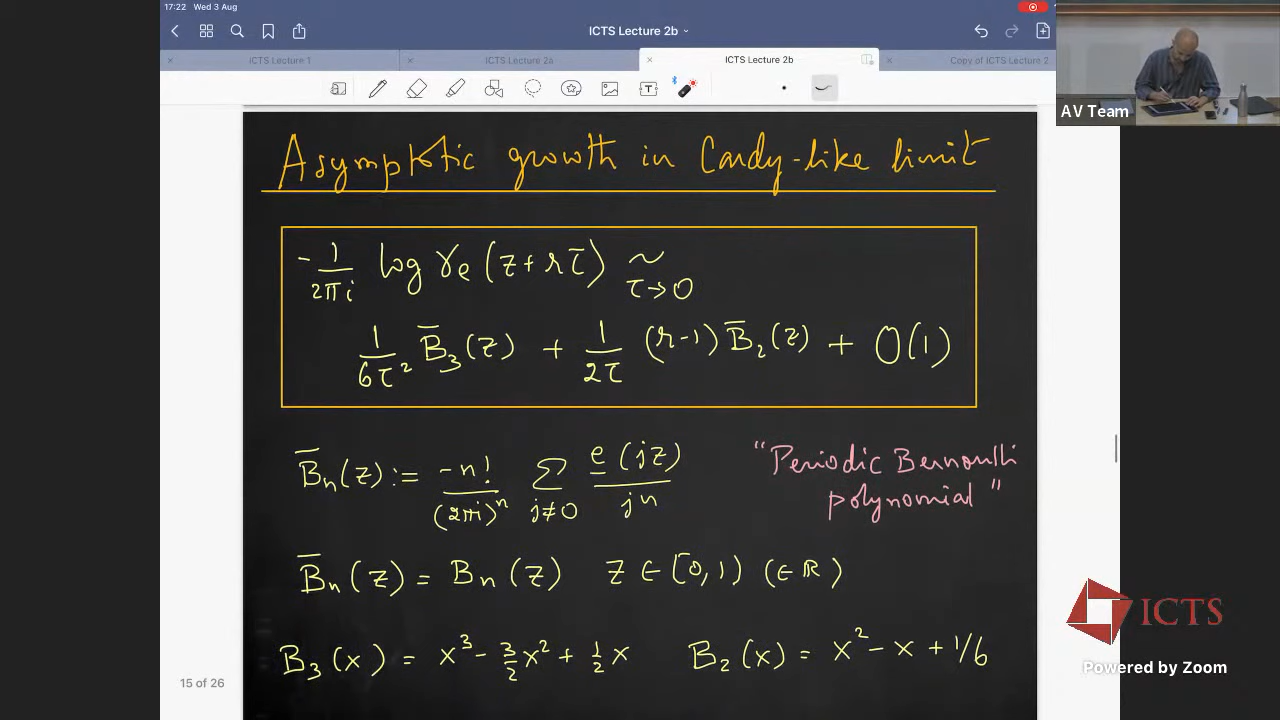 17:22 Wed 3 Aug
ICTS Lecture 2b
ICTS Lecture 1
ICTS Lecture 2a
ICTS Lecture 2b
Copy of ICTS Lecture 2
AV Team
Asymptotic growth in Cardy-like limit
-1/2πi log γe (z+rτ) ~ τ→0
1/6τ² B̄₃(z) + 1/2τ (r-1) B̄₂(z) + O(1)
B̄n(z) := -n!/(2πi)ⁿ Σ j≠0 e(jz)/jⁿ
"Periodic Bernoulli
polynomial"
B̄n(z) = Bn(z) z ∈ [0,1) (∈ ℝ)
B₃(x) = x³ - 3/2 x² + 1/2 x B₂(x) = x² - x + 1/6
15 of 26
ICTS
Powered by Zoom